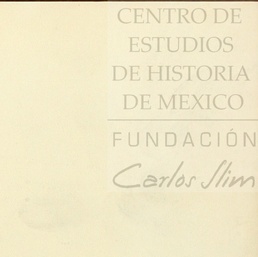 CENTRO DE
ESTUDIOS
DE HISTORIA
DE MEXICO
FUNDACIÓN
Carlos Slim